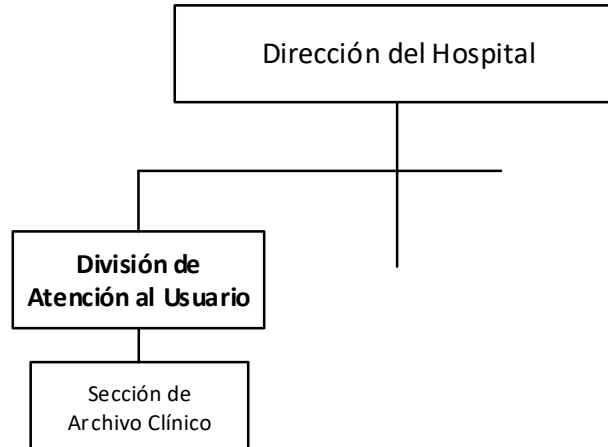 Dirección del Hospital
División de
Atención al Usuario
Sección de
Archivo Clínico